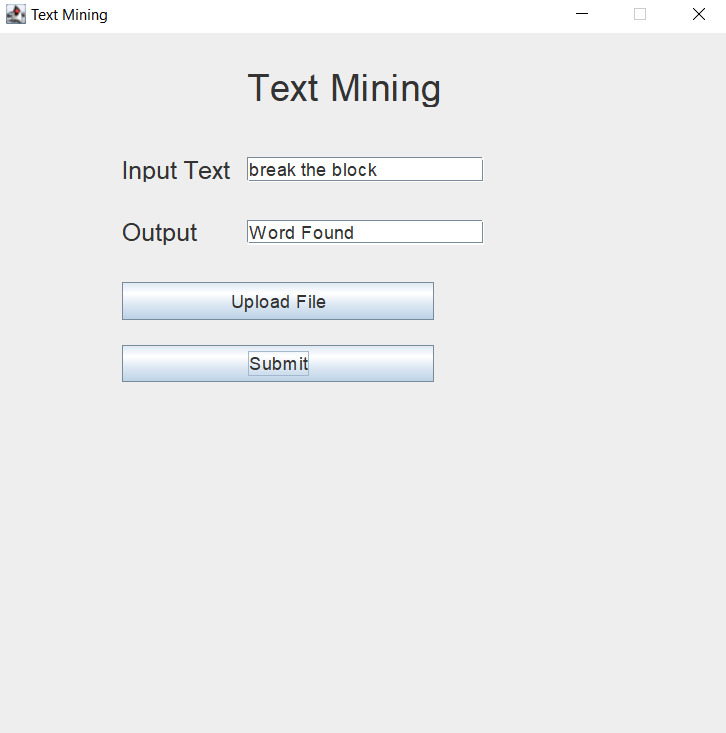 Text Mining
Text Mining
Input Text break the block
Output Word Found
Upload File
Submit